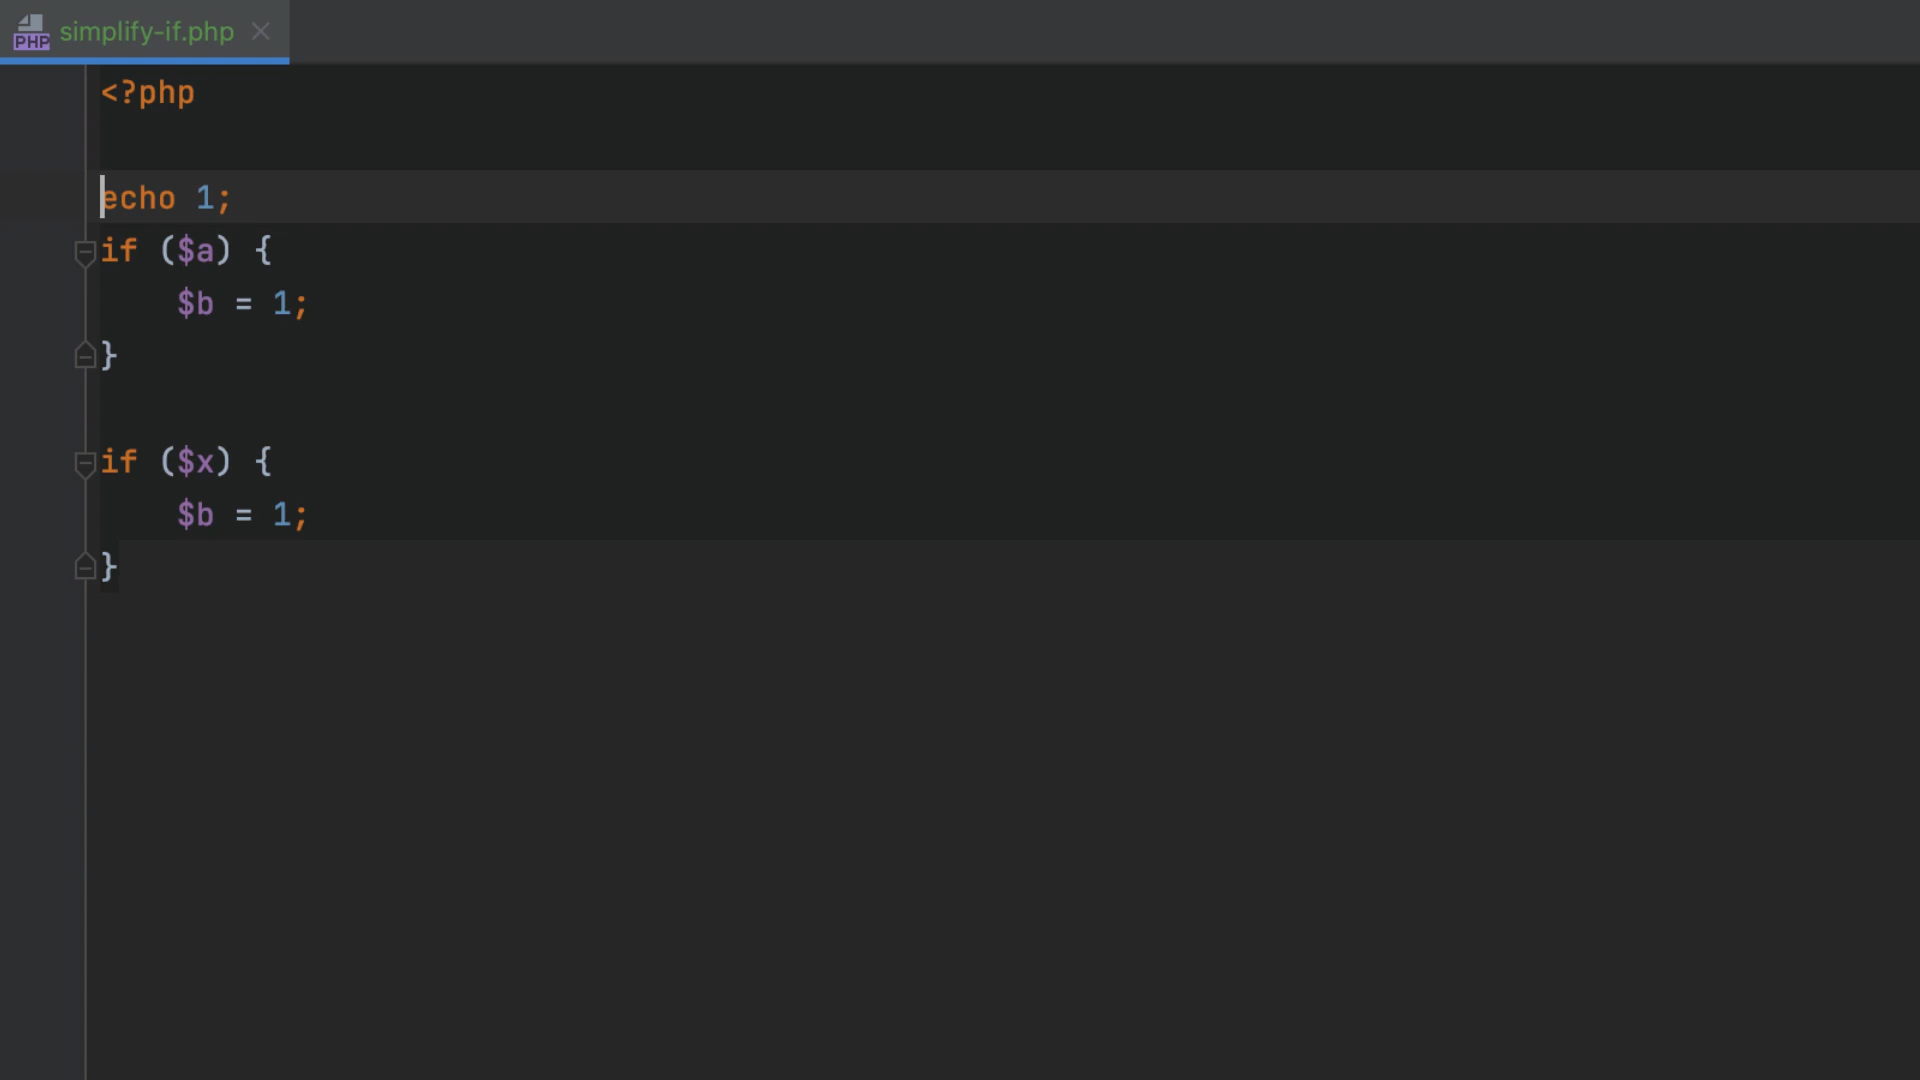 PHP simplify-if.php
<?php
echo 1;
if ($a) {
    $b = 1;
}
if ($x) {
    $b = 1;
}